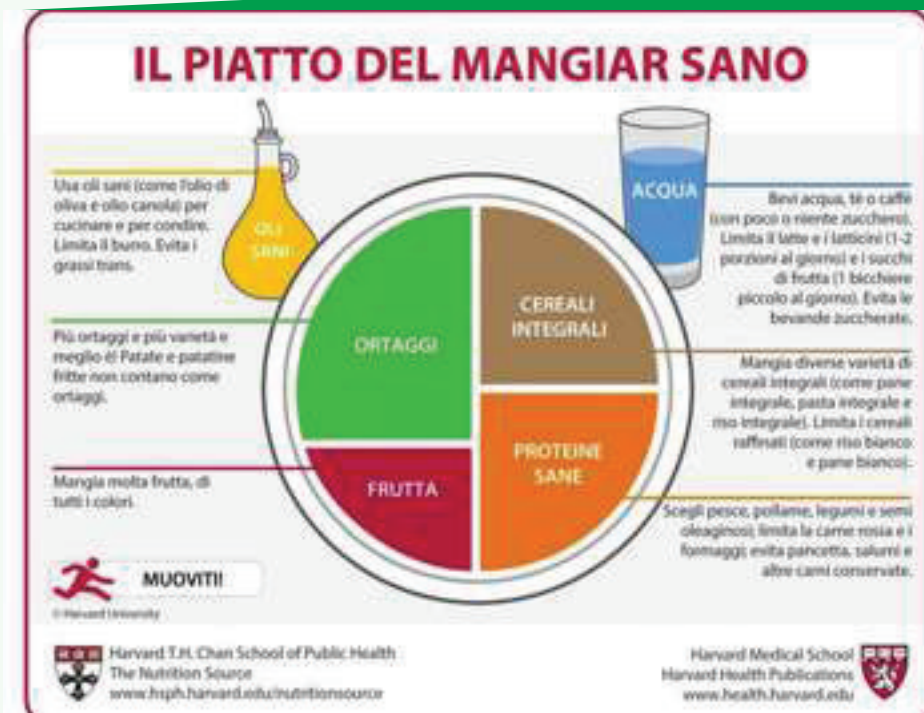 IL PIATTO DEL MANGIAR SANO
Usa oli sani (come l'olio di
oliva e olio canola) per
cucinare e per condire.
Limita il burro. Evita i
grassi trans.
OLI
SANI
ACQUA
Bevi acqua, tè o caffè
(con poco o niente zucchero).
Limita il latte e i latticini (1-2
porzioni al giorno) e i succhi
di frutta (1 bicchiere
piccolo al giorno). Evita le
bevande zuccherate.
Più ortaggi e più varietà e
meglio è! Patate e patatine
fritte non contano come
ortaggi.
ORTAGGI
CEREALI
INTEGRALI
Mangia diverse varietà di
cereali integrali (come pane
integrale, pasta integrale e
riso integrale). Limita i cereali
raffinati (come riso bianco
e pane bianco).
Mangia molta frutta, di
tutti i colori.
FRUTTA
PROTEINE
SANE
Scegli pesce, pollame, legumi e semi
oleaginosi; limita la carne rossa e i
formaggi; evita pancetta, salumi e
altre carni conservate.
MUOVITI!
© Harvard University
Harvard T.H. Chan School of Public Health
The Nutrition Source
www.hsph.harvard.edu/nutritionsource
Harvard Medical School
Harvard Health Publications
www.health.harvard.edu